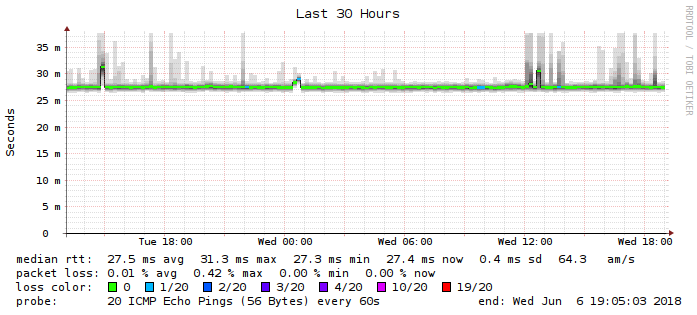 Last 30 Hours
RRDTOOL / TOBI OETIKER
Seconds
35 m
30 m
25 m
20 m
15 m
10 m
5 m
0
Tue 18:00 Wed 00:00 Wed 06:00 Wed 12:00 Wed 18:00
median rtt: 27.5 ms avg 31.3 ms max 27.3 ms min 27.4 ms now 0.4 ms sd 64.3 am/s
packet loss: 0.01 % avg 0.42 % max 0.00 % min 0.00 % now
loss color: 0 1/20 2/20 3/20 4/20 10/20 19/20
probe: 20 ICMP Echo Pings (56 Bytes) every 60s end: Wed Jun 6 19:05:03 2018